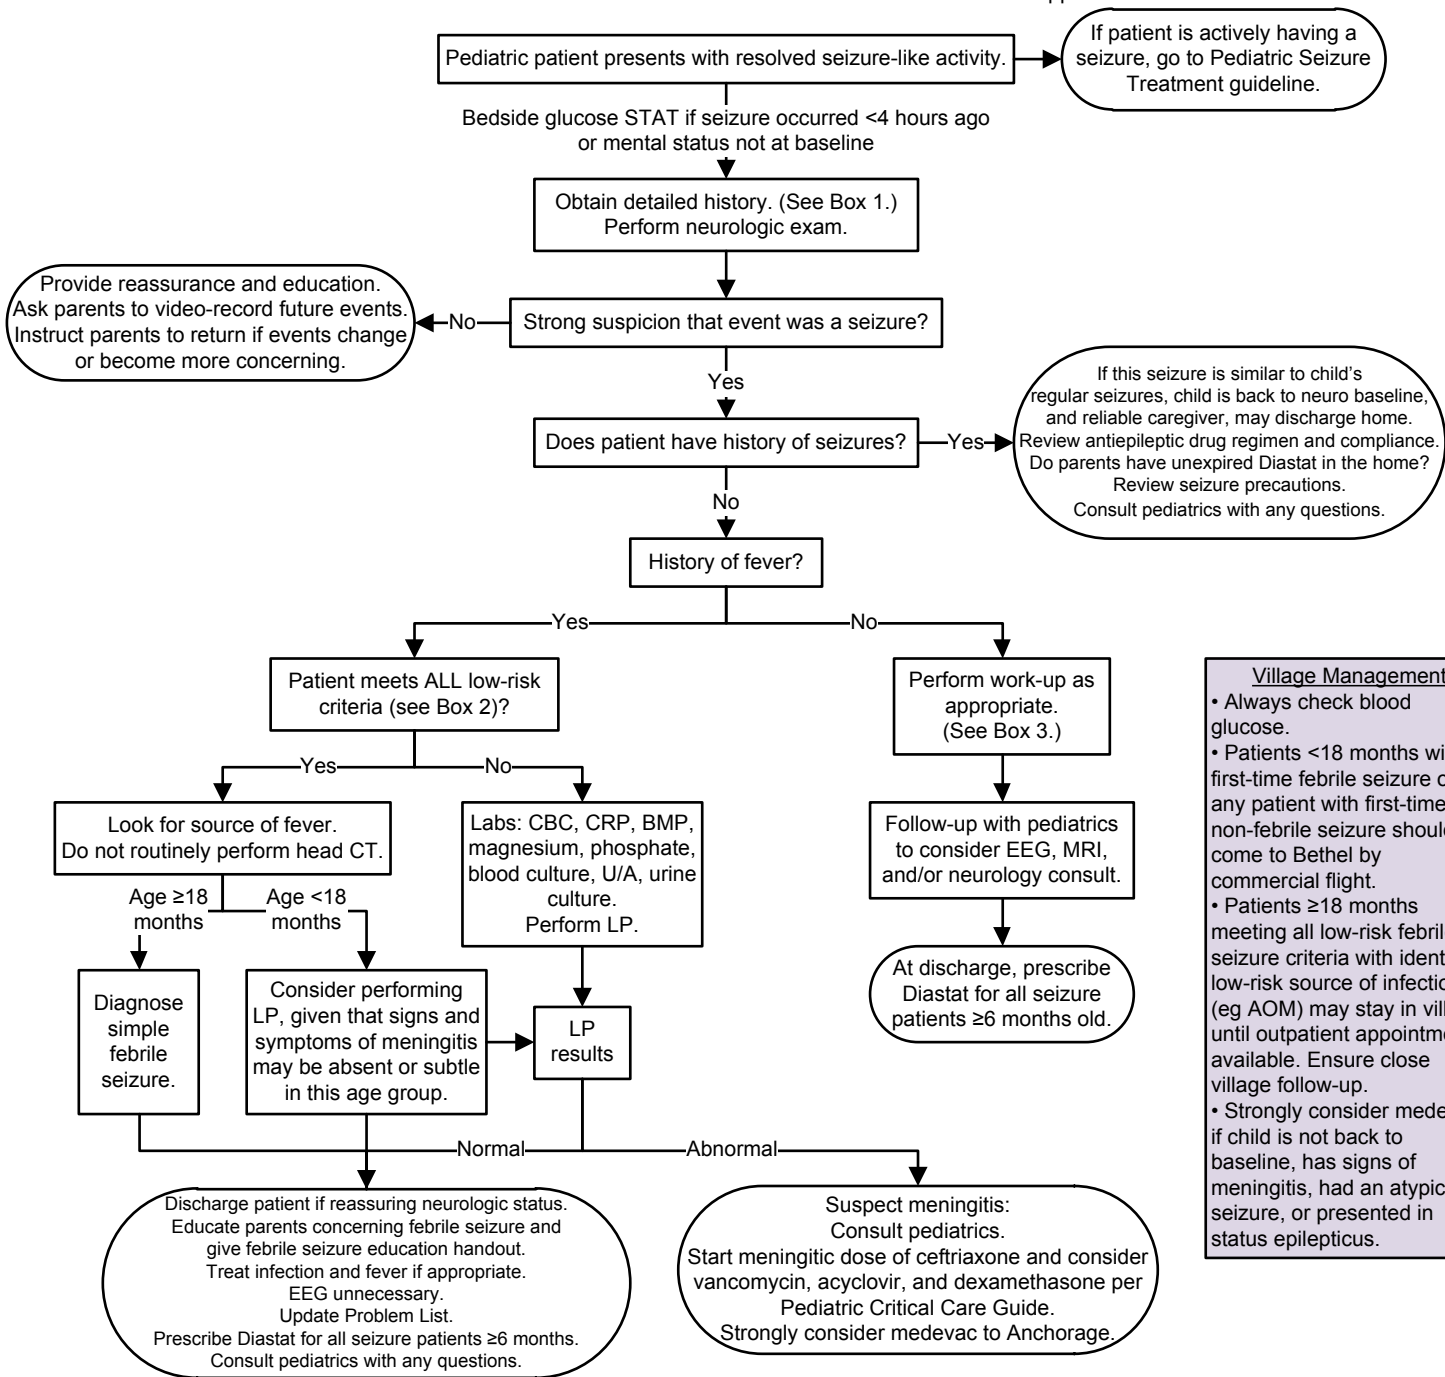 Pediatric patient presents with resolved seizure-like activity.
If patient is actively having a
seizure, go to Pediatric Seizure
Treatment guideline.
Bedside glucose STAT if seizure occurred <4 hours ago
or mental status not at baseline
Obtain detailed history. (See Box 1.)
Perform neurologic exam.
Strong suspicion that event was a seizure?
No
Provide reassurance and education.
Ask parents to video-record future events.
Instruct parents to return if events change
or become more concerning.
Yes
Does patient have history of seizures?
Yes
If this seizure is similar to child's
regular seizures, child is back to neuro baseline,
and reliable caregiver, may discharge home.
Review antiepileptic drug regimen and compliance.
Do parents have unexpired Diastat in the home?
Review seizure precautions.
Consult pediatrics with any questions.
No
History of fever?
Yes
No
Patient meets ALL low-risk
criteria (see Box 2)?
Perform work-up as
appropriate.
(See Box 3.)
Yes
No
Look for source of fever.
Do not routinely perform head CT.
Labs: CBC, CRP, BMP,
magnesium, phosphate,
blood culture, U/A, urine
culture.
Perform LP.
Follow-up with pediatrics
to consider EEG, MRI,
and/or neurology consult.
Age ≥18
months
Age <18
months
Diagnose
simple
febrile
seizure.
Consider performing
LP, given that signs and
symptoms of meningitis
may be absent or subtle
in this age group.
LP
results
At discharge, prescribe
Diastat for all seizure
patients ≥6 months old.
Normal
Abnormal
Discharge patient if reassuring neurologic status.
Educate parents concerning febrile seizure and
give febrile seizure education handout.
Treat infection and fever if appropriate.
EEG unnecessary.
Update Problem List.
Prescribe Diastat for all seizure patients ≥6 months.
Consult pediatrics with any questions.
Suspect meningitis:
Consult pediatrics.
Start meningitic dose of ceftriaxone and consider
vancomycin, acyclovir, and dexamethasone per
Pediatric Critical Care Guide.
Strongly consider medevac to Anchorage.
Village Management
• Always check blood
glucose.
• Patients <18 months
first-time febrile seizure
any patient with first-time
non-febrile seizure
come to Bethel by
commercial flight.
• Patients ≥18 months
meeting all low-risk
seizure criteria with
low-risk source of
(eg AOM) may stay in
until outpatient
available. Ensure close
village follow-up.
• Strongly consider
if child is not back to
baseline, has signs of
meningitis, had an
seizure, or presented in
status epilepticus.